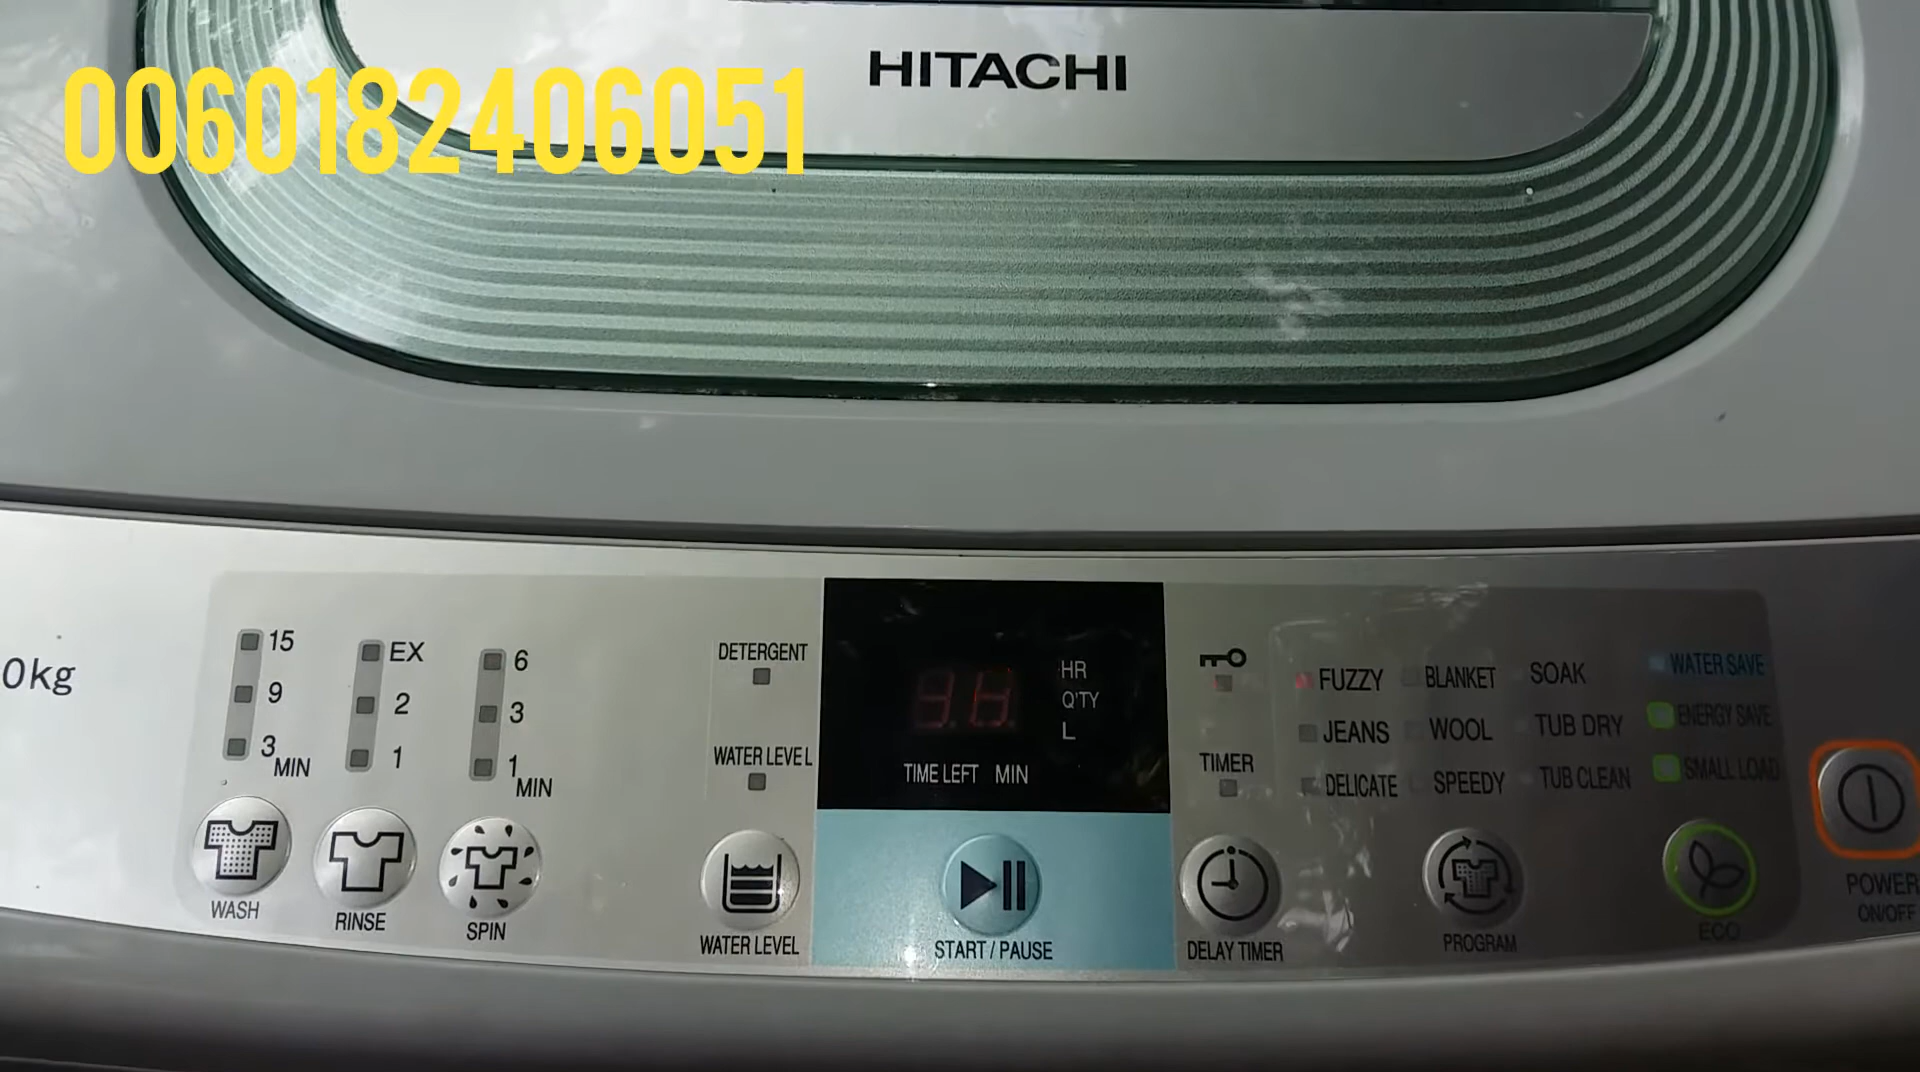 0060182406051
HITACHI
0kg
15
9
3 MIN
WASH
EX
2
1
RINSE
6
3
1 MIN
SPIN
DETERGENT
WATER LEVEL
WATER LEVEL
HR
Q'TY
L
TIME LEFT MIN
START / PAUSE
TIMER
DELAY TIMER
FUZZY BLANKET SOAK
JEANS WOOL TUB DRY
DELICATE SPEEDY TUB CLEAN
PROGRAM
WATER SAVE
ENERGY SAVE
SMALL LOAD
ECO
POWER
ON/OFF